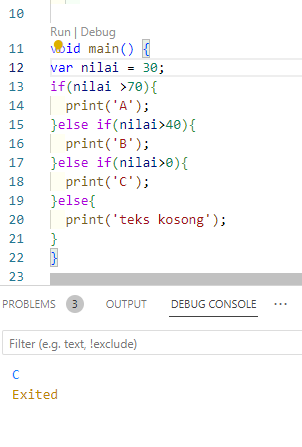 10
Run | Debug
11 void main() {
12 var nilai = 30;
13 if(nilai >70){
14   print('A');
15 }else if(nilai>40){
16   print('B');
17 }else if(nilai>0){
18   print('C');
19 }else{
20   print('teks kosong');
21 }
22 }
23
PROBLEMS 3 OUTPUT DEBUG CONSOLE ...
Filter (e.g. text, !exclude)
C
Exited